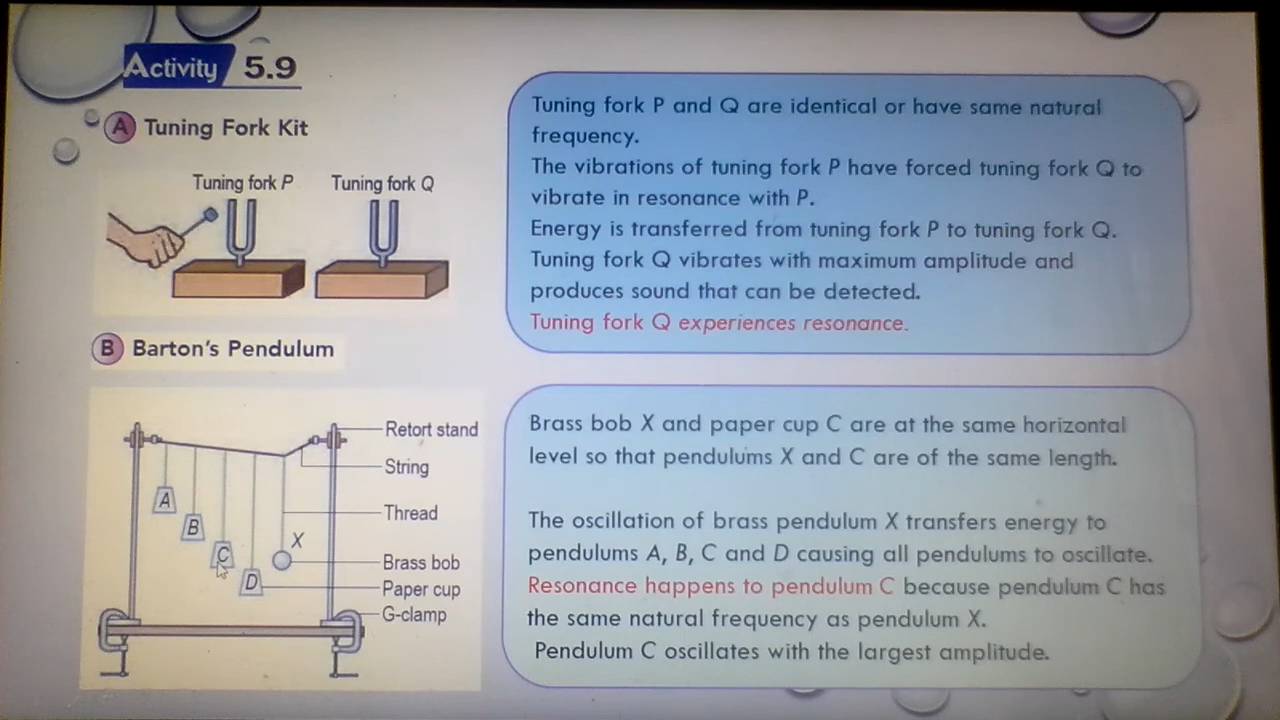 Activity 5.9
A Tuning Fork Kit
Tuning fork P Tuning fork Q
Tuning fork P and Q are identical or have same natural
frequency.
The vibrations of tuning fork P have forced tuning fork Q to
vibrate in resonance with P.
Energy is transferred from tuning fork P to tuning fork Q.
Tuning fork Q vibrates with maximum amplitude and
produces sound that can be detected.
Tuning fork Q experiences resonance.
B Barton's Pendulum
Retort stand
String
Thread
Brass bob
Paper cup
G-clamp
A
B
C
D
X
Brass bob X and paper cup C are at the same horizontal
level so that pendulums X and C are of the same length.
The oscillation of brass pendulum X transfers energy to
pendulums A, B, C and D causing all pendulums to oscillate.
Resonance happens to pendulum C because pendulum C has
the same natural frequency as pendulum X.
Pendulum C oscillates with the largest amplitude.